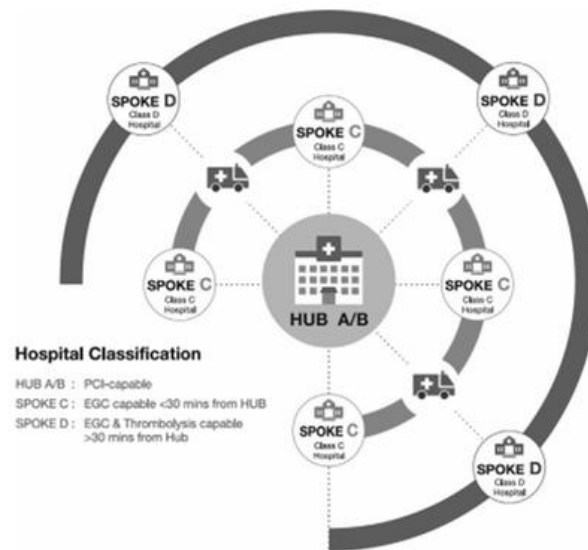 SPOKE D
Class D
Hospital
SPOKE D
Class D
Hospital
SPOKE C
Class C
Hospital
SPOKE C
Class C
Hospital
HUB A/B
SPOKE C
Class C
Hospital
Hospital Classification
HUB A/B : PCI-capable
SPOKE C : EGC capable <30 mins from HUB
SPOKE D : EGC & Thrombolysis capable
>30 mins from Hub
SPOKE C
Class C
Hospital
SPOKE D
Class D
Hospital